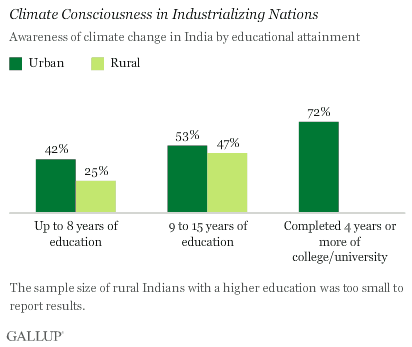 Climate Consciousness in Industrializing Nations
Awareness of climate change in India by educational attainment
Urban Rural
42%
25%
53%
47%
72%
Up to 8 years of
education
9 to 15 years of
education
Completed 4 years or
more of
college/university
The sample size of rural Indians with a higher education was too small to
report results.
GALLUP®